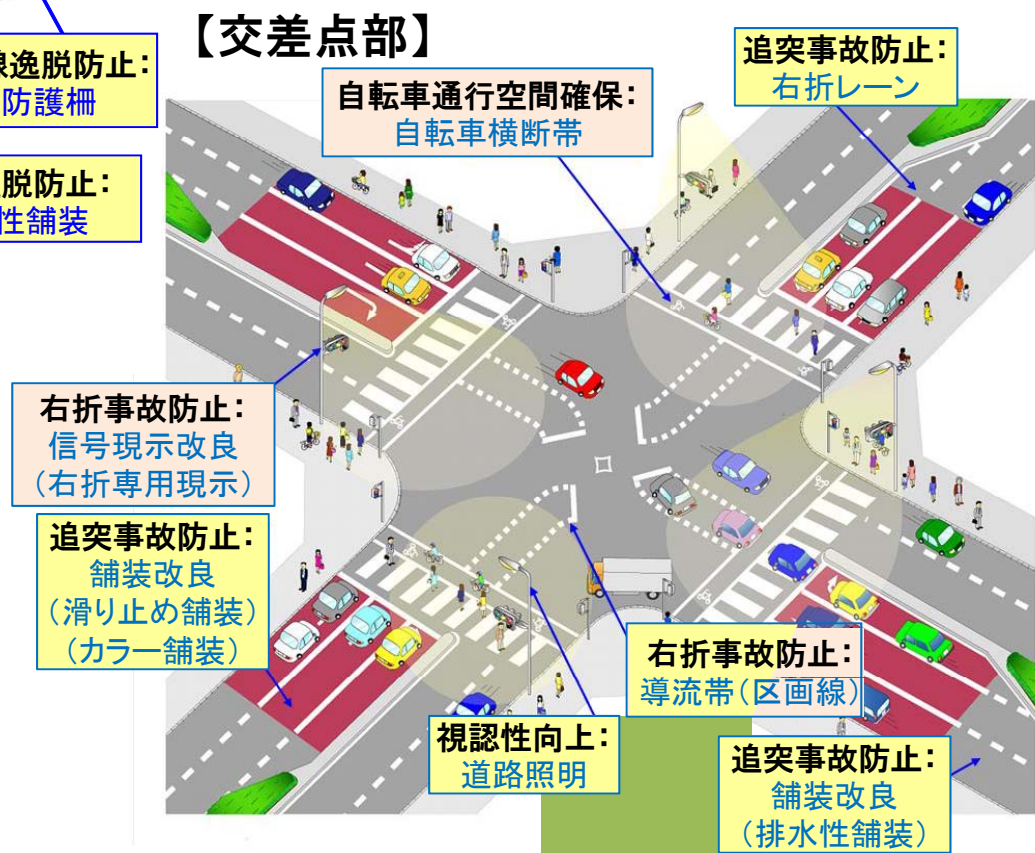 【交差点部】
線逸脱防止:
防護柵
脱防止:
性舗装
自転車通行空間確保:
自転車横断帯
追突事故防止:
右折レーン
右折事故防止:
信号現示改良
(右折専用現示)
追突事故防止:
舗装改良
(滑り止め舗装)
(カラー舗装)
右折事故防止:
導流帯(区画線)
視認性向上:
道路照明
追突事故防止:
舗装改良
(排水性舗装)